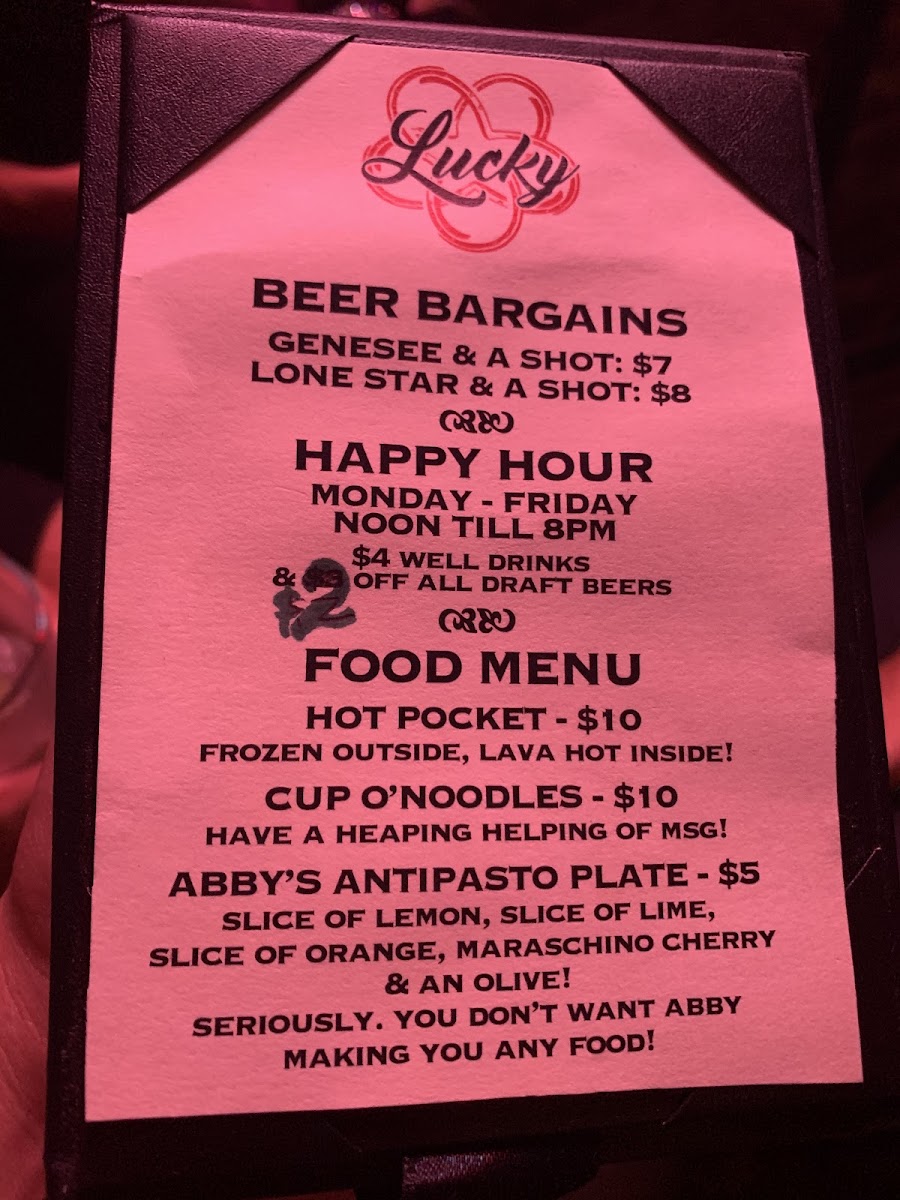 Lucky
BEER BARGAINS
GENESEE & A SHOT: $7
LONE STAR & A SHOT: $8
HAPPY HOUR
MONDAY - FRIDAY
NOON TILL 8PM
$4 WELL DRINKS
& $2 OFF ALL DRAFT BEERS
FOOD MENU
HOT POCKET - $10
FROZEN OUTSIDE, LAVA HOT INSIDE!
CUP O'NOODLES - $10
HAVE A HEAPING HELPING OF MSG!
ABBY'S ANTIPASTO PLATE - $5
SLICE OF LEMON, SLICE OF LIME,
SLICE OF ORANGE, MARASCHINO CHERRY
& AN OLIVE!
SERIOUSLY. YOU DON'T WANT ABBY
MAKING YOU ANY FOOD!